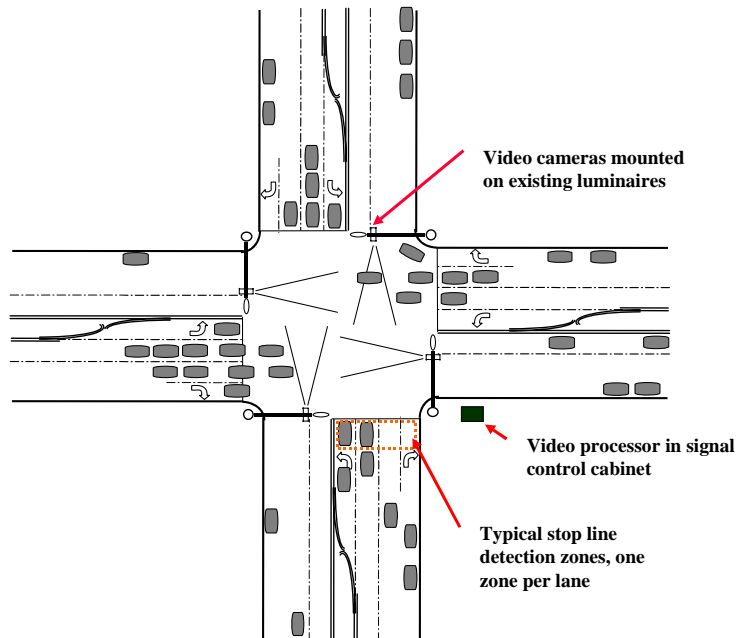 Video cameras mounted
on existing luminaires
Video processor in signal
control cabinet
Typical stop line
detection zones, one
zone per lane